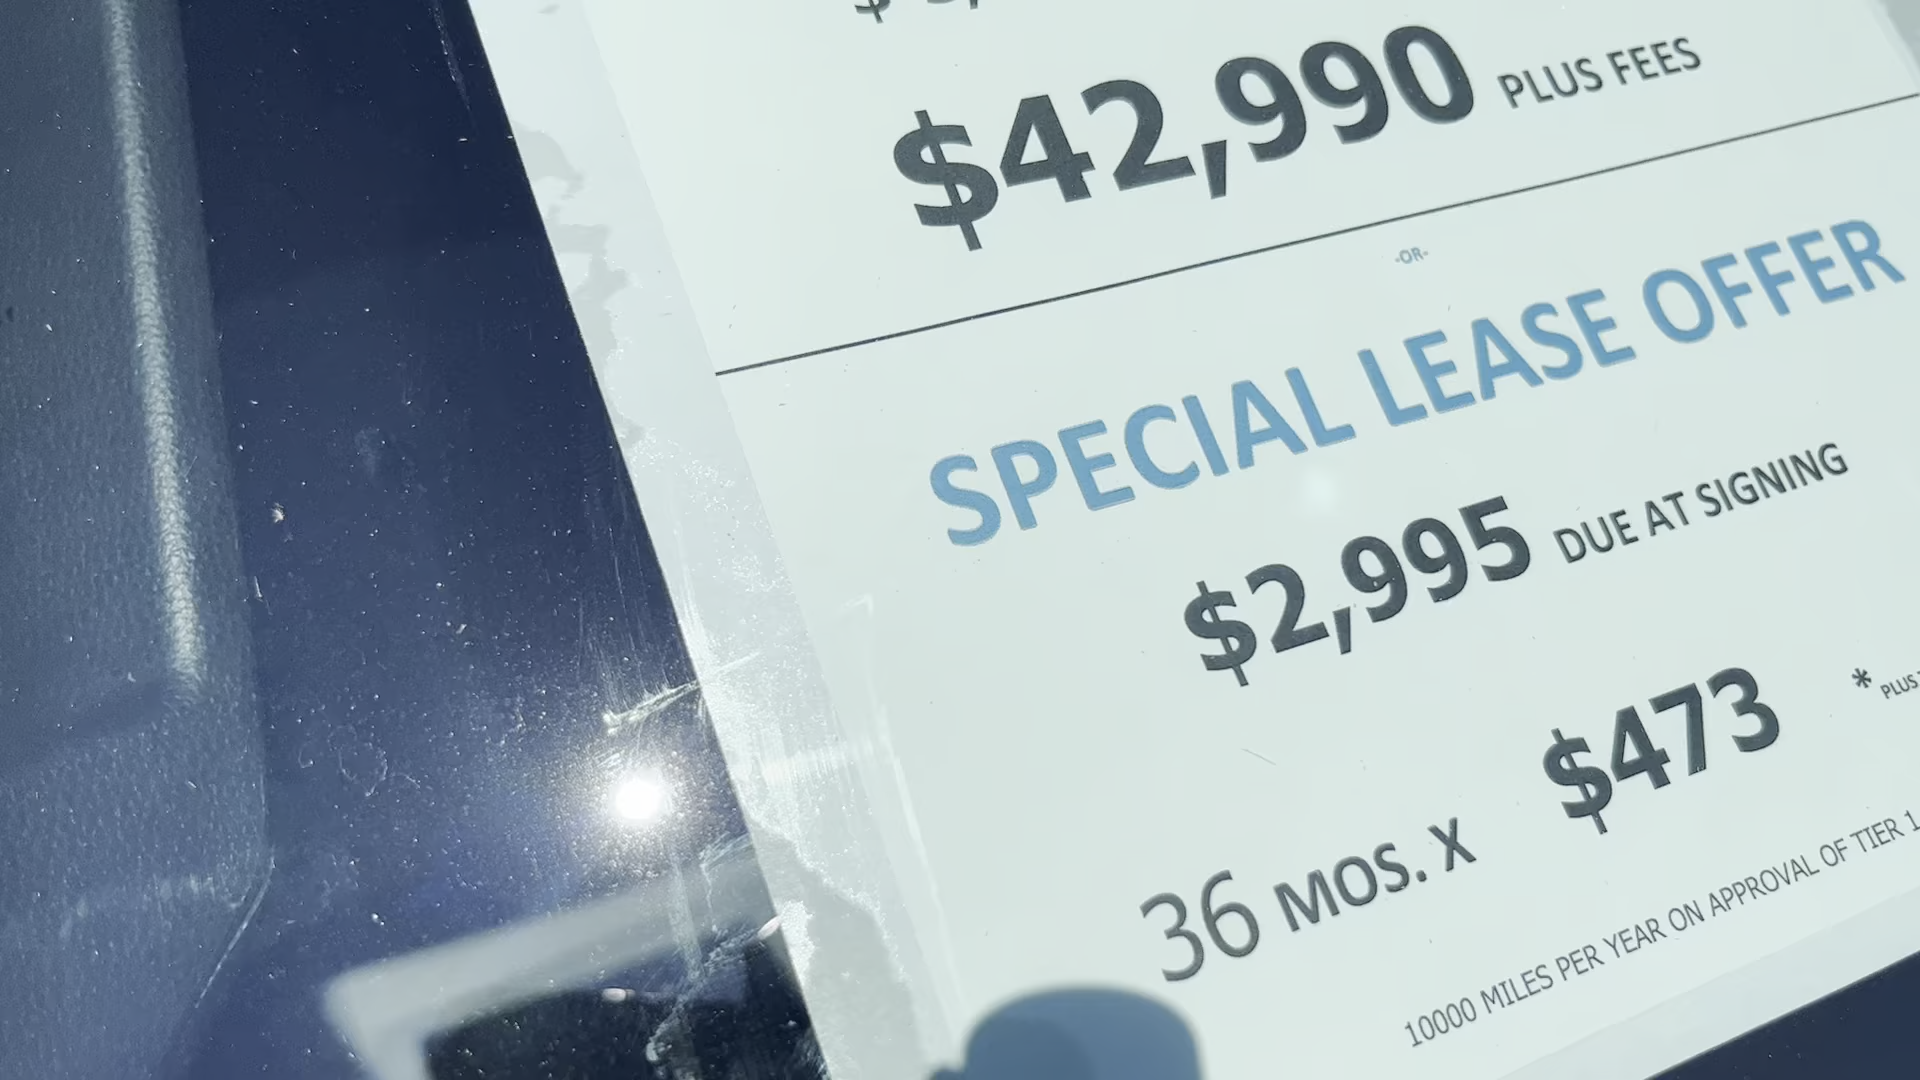 $42,990 PLUS FEES
-OR-
SPECIAL LEASE OFFER
$2,995 DUE AT SIGNING
36 MOS. X $473 * PLUS
10000 MILES PER YEAR ON APPROVAL OF TIER 1